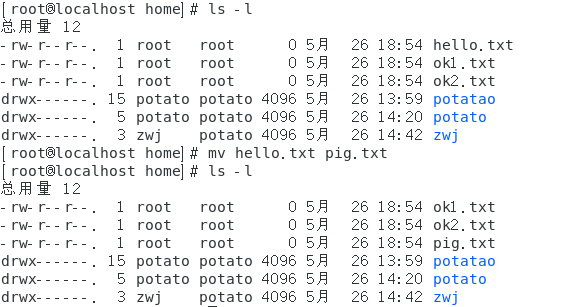 [root@localhost home]# ls -l
总用量 12
-rw-r--r--. 1 root root 0 5月 26 18:54 hello.txt
-rw-r--r--. 1 root root 0 5月 26 18:54 ok1.txt
-rw-r--r--. 1 root root 0 5月 26 18:54 ok2.txt
drwx------. 15 potato potato 4096 5月 26 13:59 potatao
drwx------. 5 potato potato 4096 5月 26 14:20 potato
drwx------. 3 zwj potato 4096 5月 26 14:42 zwj
[root@localhost home]# mv hello.txt pig.txt
[root@localhost home]# ls -l
总用量 12
-rw-r--r--. 1 root root 0 5月 26 18:54 ok1.txt
-rw-r--r--. 1 root root 0 5月 26 18:54 ok2.txt
-rw-r--r--. 1 root root 0 5月 26 18:54 pig.txt
drwx------. 15 potato potato 4096 5月 26 13:59 potatao
drwx------. 5 potato potato 4096 5月 26 14:20 potato
drwx------. 3 zwj potato 4096 5月 26 14:42 zwj